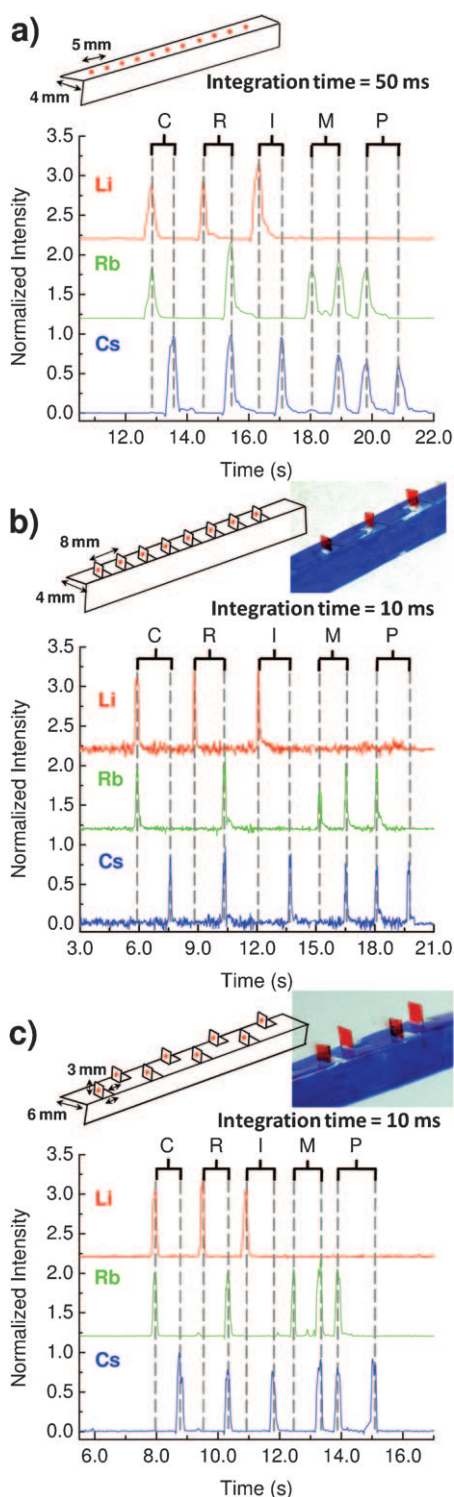 a)
5 mm
4 mm
Integration time = 50 ms
C R I M P
3.5
3.0
2.5
2.0
1.5
1.0
0.5
0.0
Li
Rb
Cs
Normalized Intensity
12.0 14.0 16.0 18.0 20.0 22.0
Time (s)
b)
8 mm
4 mm
Integration time = 10 ms
C R I M P
3.5
3.0
2.5
2.0
1.5
1.0
0.5
0.0
Li
Rb
Cs
Normalized Intensity
3.0 6.0 9.0 12.0 15.0 18.0 21.0
Time (s)
c)
3 mm
6 mm
Integration time = 10 ms
C R I M P
3.5
3.0
2.5
2.0
1.5
1.0
0.5
0.0
Li
Rb
Cs
Normalized Intensity
6.0 8.0 10.0 12.0 14.0 16.0
Time (s)